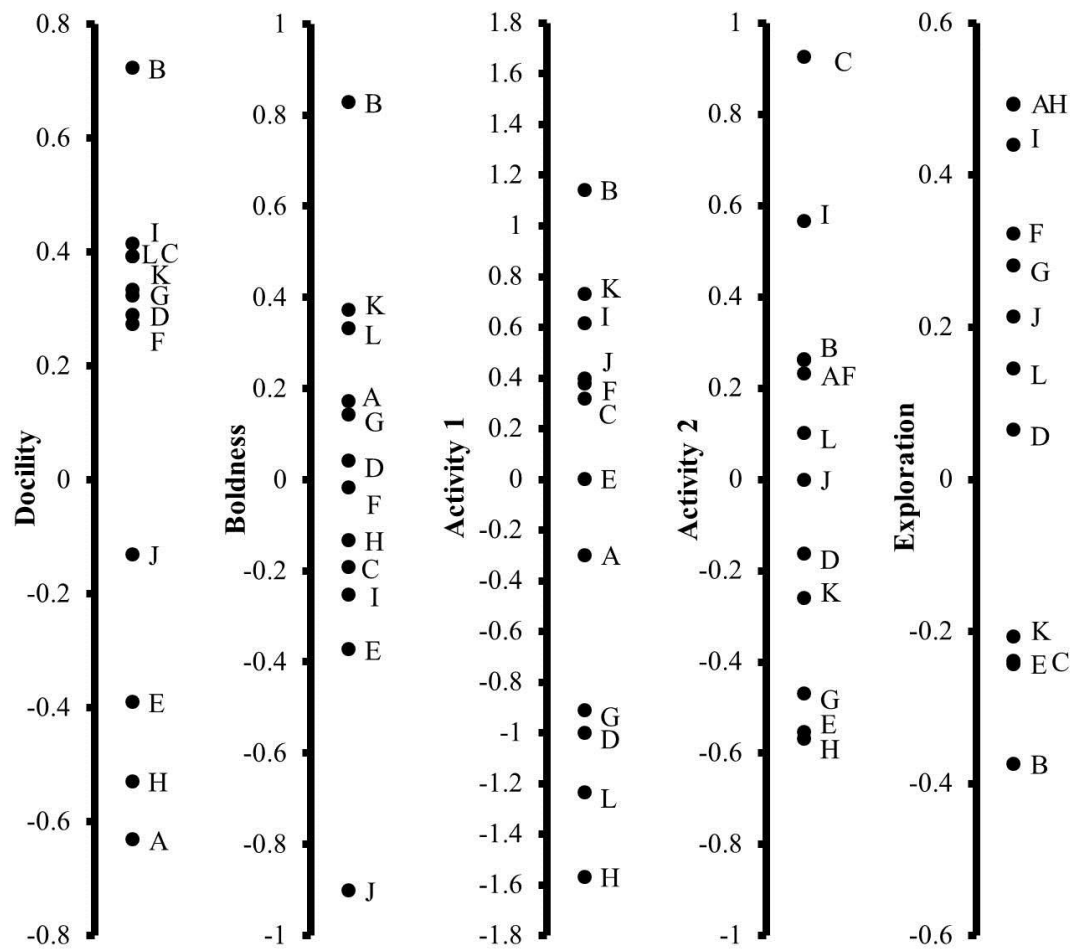 Docility
0.8
0.6
0.4
0.2
0
-0.2
-0.4
-0.6
-0.8
B
I
L C
K
G
D
F
J
E
H
A
Boldness
1
0.8
0.6
0.4
0.2
0
-0.2
-0.4
-0.6
-0.8
-1
B
K
L
A
G
D
F
H
C
I
E
J
Activity 1
1.8
1.6
1.4
1.2
1
0.8
0.6
0.4
0.2
0
-0.2
-0.4
-0.6
-0.8
-1
-1.2
-1.4
-1.6
-1.8
B
K
I
J
F
C
E
A
G
D
L
H
Activity 2
1
0.8
0.6
0.4
0.2
0
-0.2
-0.4
-0.6
-0.8
-1
C
I
B
AF
L
J
D
K
G
E
H
Exploration
0.6
0.4
0.2
0
-0.2
-0.4
-0.6
AH
I
F
G
J
L
D
K
E C
B